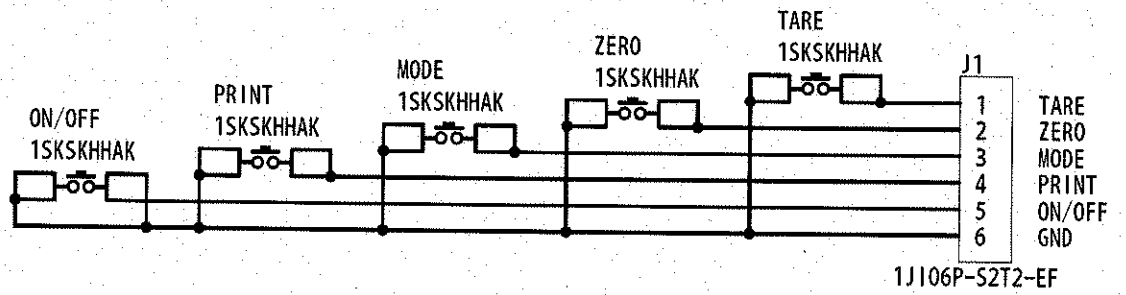 TARE
1SKSKHHAK
ZERO
1SKSKHHAK
MODE
1SKSKHHAK
PRINT
1SKSKHHAK
ON/OFF
1SKSKHHAK
J1
1 TARE
2 ZERO
3 MODE
4 PRINT
5 ON/OFF
6 GND
1JI06P-S2T2-EF